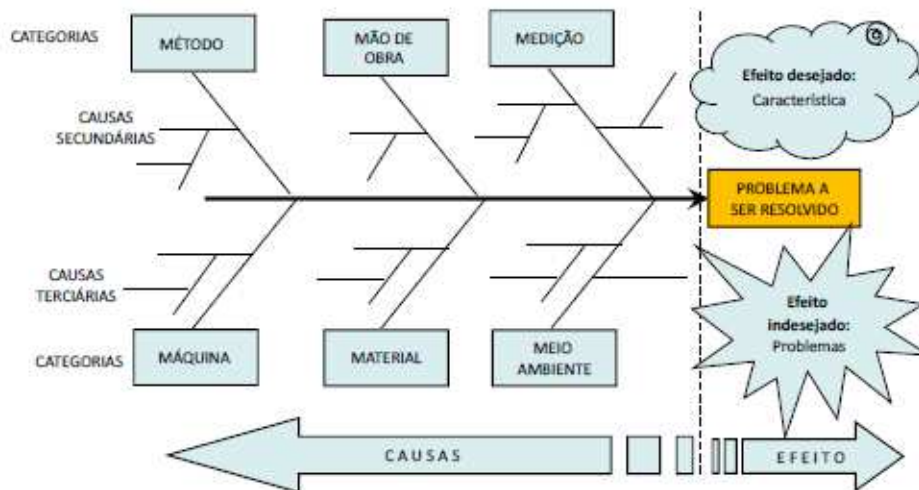 CATEGORIAS
MÉTODO
MÃO DE
OBRA
MEDIÇÃO
Efeito desejado:
Característica
CAUSAS
SECUNDÁRIAS
PROBLEMA A
SER RESOLVIDO
CAUSAS
TERCIÁRIAS
Efeito
indesejado:
Problemas
CATEGORIAS
MÁQUINA
MATERIAL
MEIO
AMBIENTE
CAUSAS
EFEITO